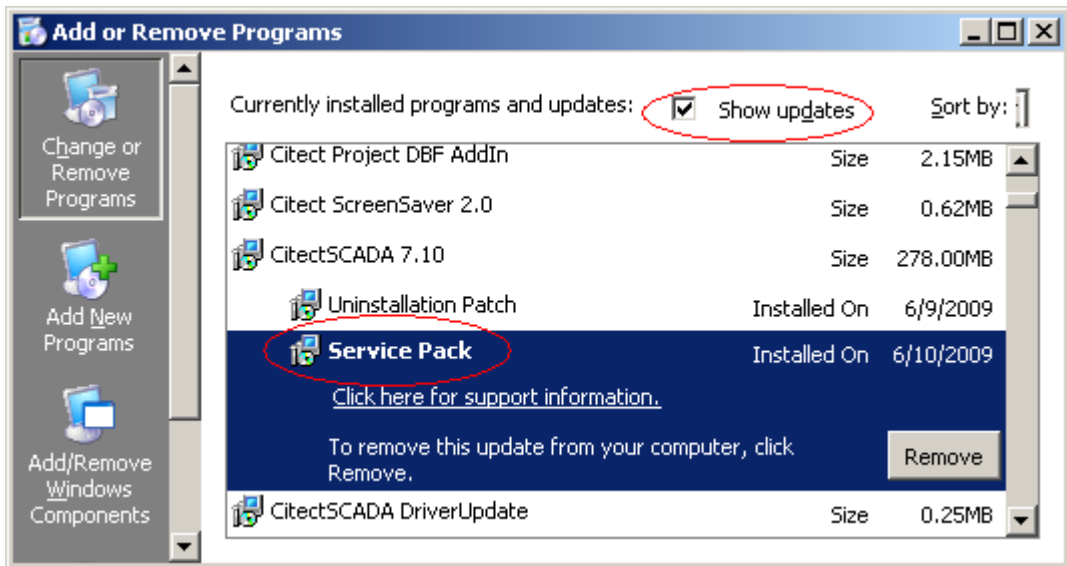 Add or Remove Programs
Change or
Remove
Programs
Add New
Programs
Add/Remove
Windows
Components
Currently installed programs and updates: Show updates Sort by:
Citect Project DBF AddIn Size 2.15MB
Citect ScreenSaver 2.0 Size 0.62MB
CitectSCADA 7.10 Size 278.00MB
Uninstallation Patch Installed On 6/9/2009
Service Pack Installed On 6/10/2009
Click here for support information.
To remove this update from your computer, click
Remove.
Remove
CitectSCADA DriverUpdate Size 0.25MB